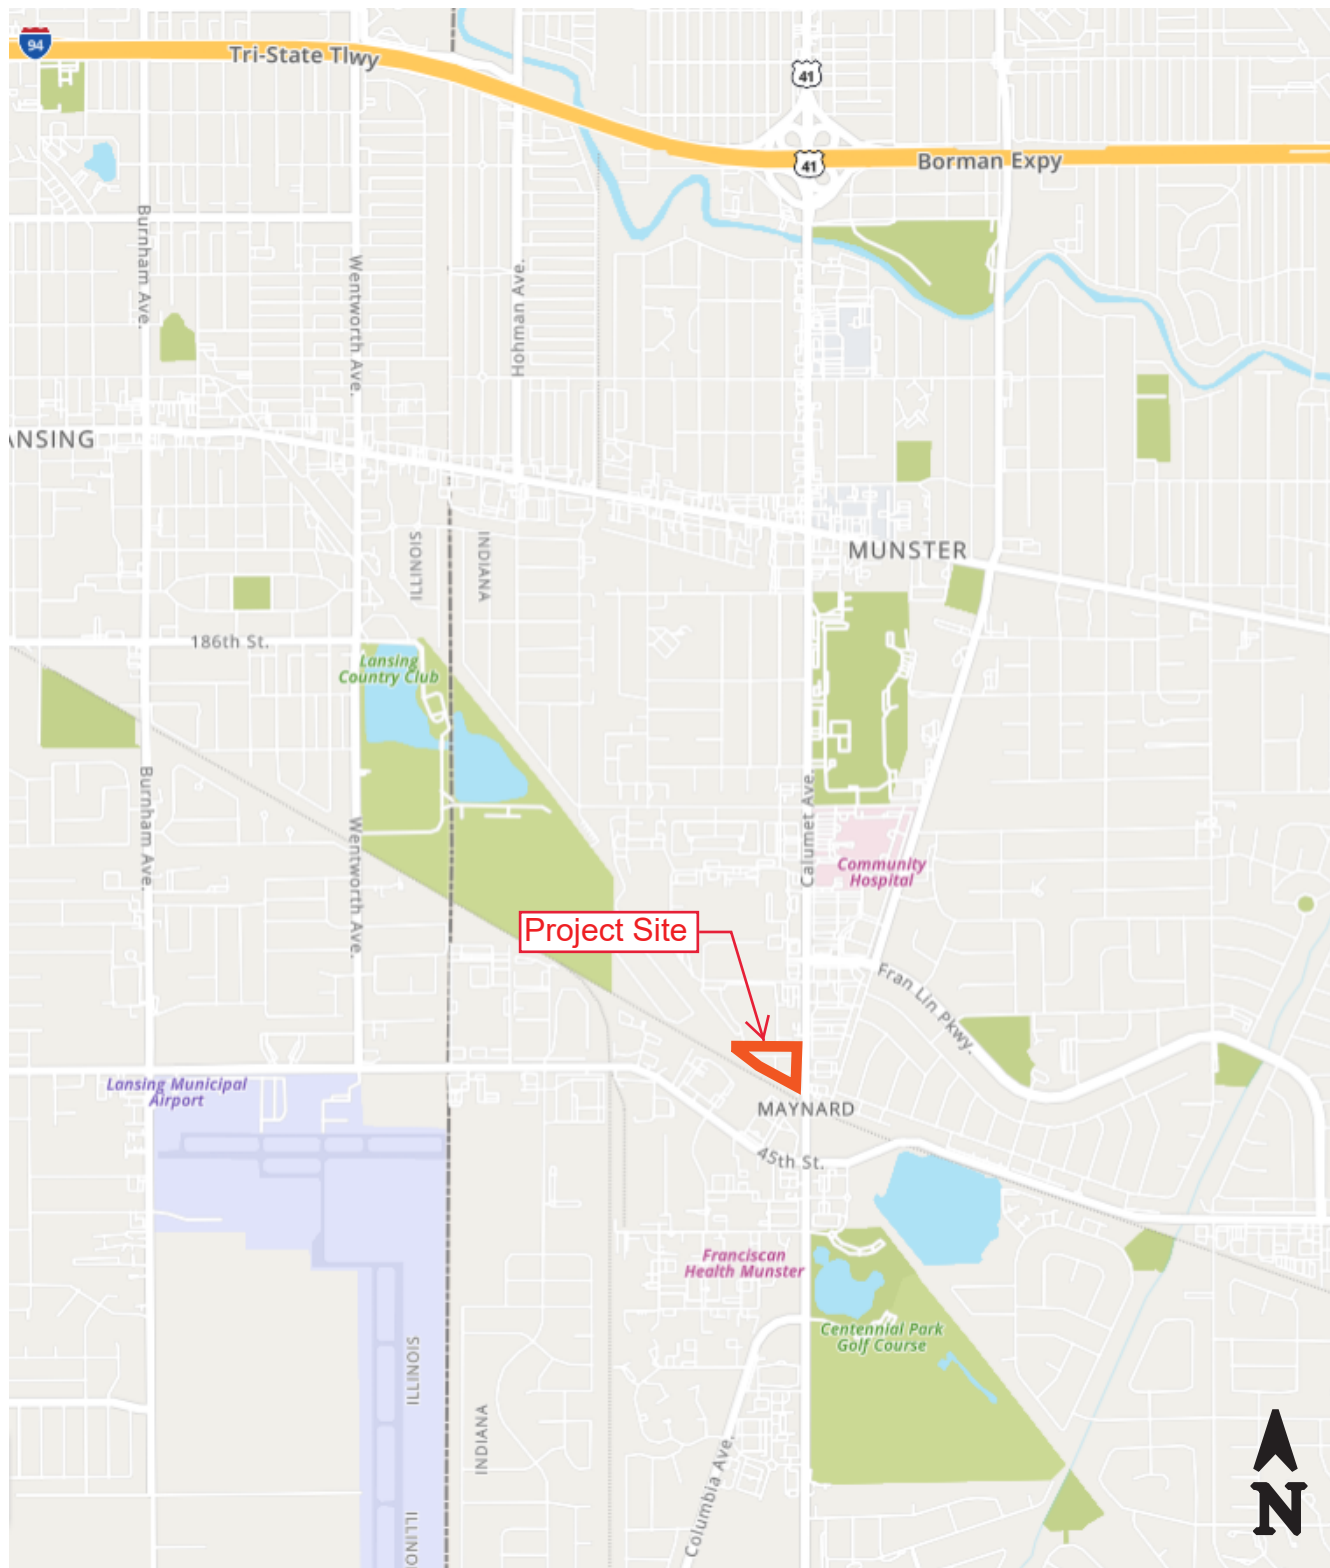 94
Tri-State Tlwy
41
41
Borman Expy
Burnham Ave.
Wentworth Ave.
Hohman Ave.
ANSING
ILLINOIS
INDIANA
MUNSTER
186th St.
Lansing
Country Club
Burnham Ave.
Wentworth Ave.
Calumet Ave.
Community
Hospital
Project Site
Fran Lin Pkwy.
Lansing Municipal
Airport
MAYNARD
45th St.
Franciscan
Health Munster
Centennial Park
Golf Course
ILLINOIS
INDIANA
Columbia Ave.
ILLINO
N